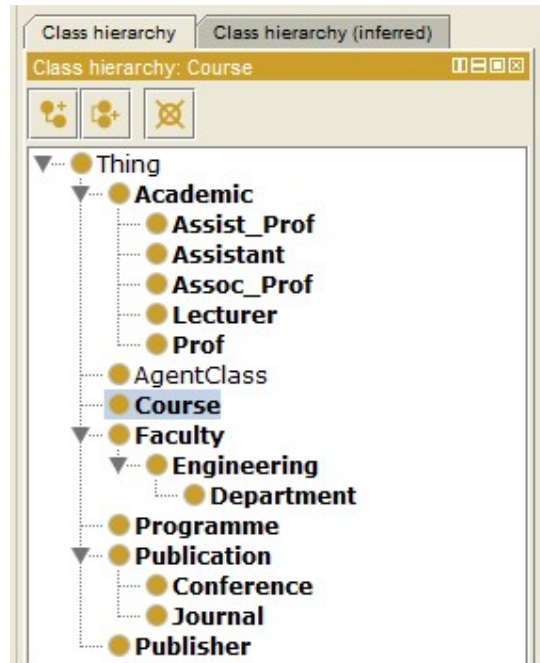 Class hierarchy Class hierarchy (inferred)
Class hierarchy: Course
Thing
Academic
Assist_Prof
Assistant
Assoc_Prof
Lecturer
Prof
AgentClass
Course
Faculty
Engineering
Department
Programme
Publication
Conference
Journal
Publisher